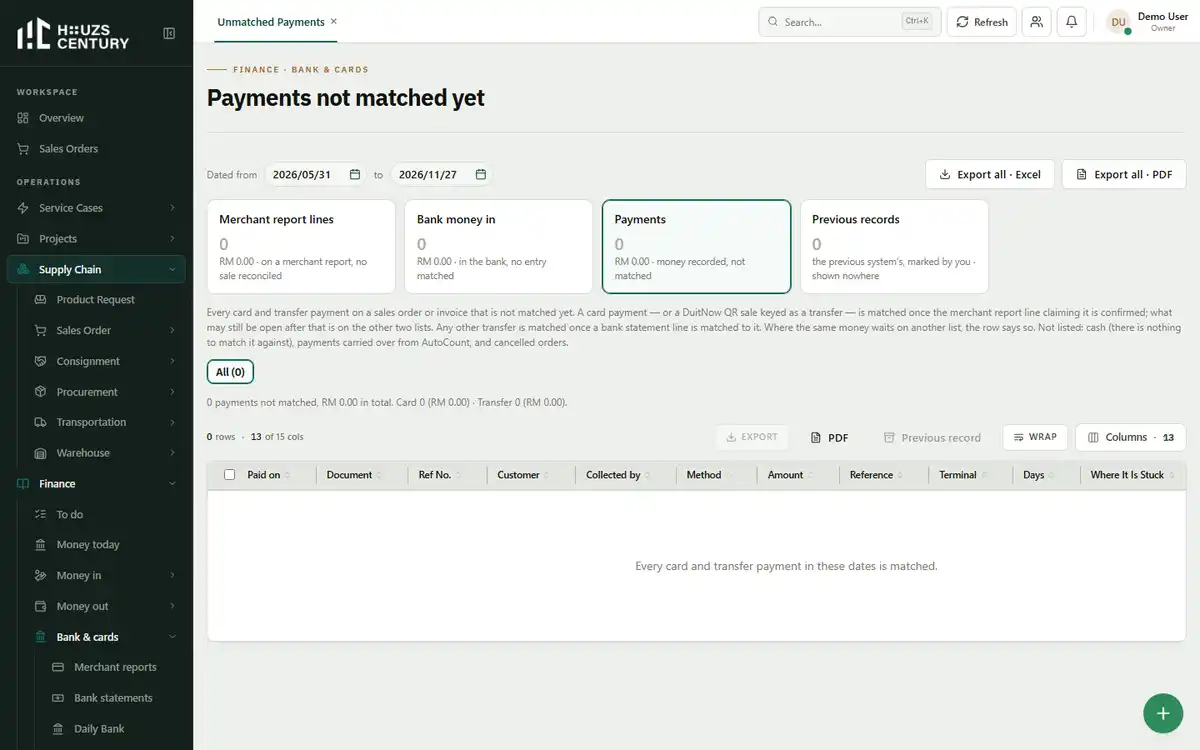 HOUZS
CENTURY
WORKSPACE
Overview
Sales Orders
OPERATIONS
Service Cases
Projects
Supply Chain
Product Request
Sales Order
Consignment
Procurement
Transportation
Warehouse
Finance
To do
Money today
Money in
Money out
Bank & cards
Merchant reports
Bank statements
Daily Bank
Unmatched Payments ×
Search...
Ctrl+K
Refresh
DU
Demo User
Owner
FINANCE · BANK & CARDS
Payments not matched yet
Dated from 2026/05/31 to 2026/11/27
Export all · Excel
Export all · PDF
Merchant report lines
0
RM 0.00 · on a merchant report, no
sale reconciled
Bank money in
0
RM 0.00 · in the bank, no entry
matched
Payments
0
RM 0.00 · money recorded, not
matched
Previous records
0
the previous system's, marked by you ·
shown nowhere
Every card and transfer payment on a sales order or invoice that is not matched yet. A card payment — or a DuitNow QR sale keyed as a transfer — is matched once the merchant report line claiming it is confirmed; what
may still be open after that is on the other two lists. Any other transfer is matched once a bank statement line is matched to it. Where the same money waits on another list, the row says so. Not listed: cash (there is nothing
to match it against), payments carried over from AutoCount, and cancelled orders.
All (0)
0 payments not matched, RM 0.00 in total. Card 0 (RM 0.00) · Transfer 0 (RM 0.00).
0 rows · 13 of 15 cols
EXPORT
PDF
Previous record
WRAP
Columns · 13
Paid on Document Ref No. Customer Collected by Method Amount Reference Terminal Days Where It Is Stuck
Every card and transfer payment in these dates is matched.